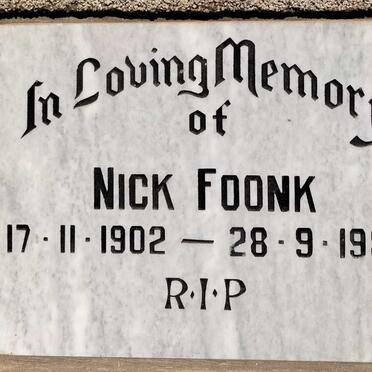 In Loving Memory
of
NICK FOONK
17·11·1902 — 28·9·19
R·I·P